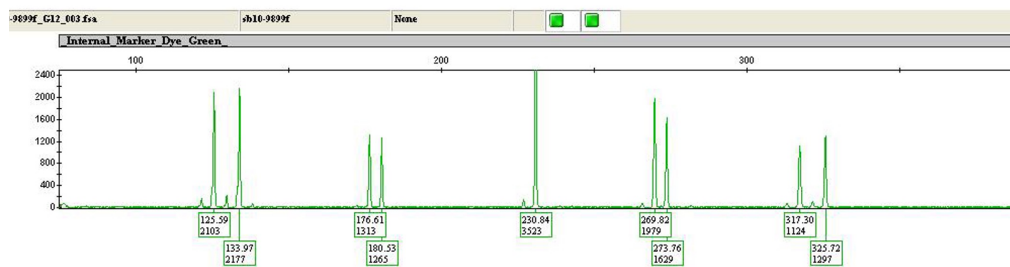 -9899f_G12_003.fsa sb10-9899f None
_Internal_Marker_Dye_Green_
100 200 300
2400
2000
1600
1200
800
400
0
125.59 176.61 230.84 269.82 317.30
2103 1313 3523 1979 1124
133.97 180.53 273.76 325.72
2177 1265 1629 1297